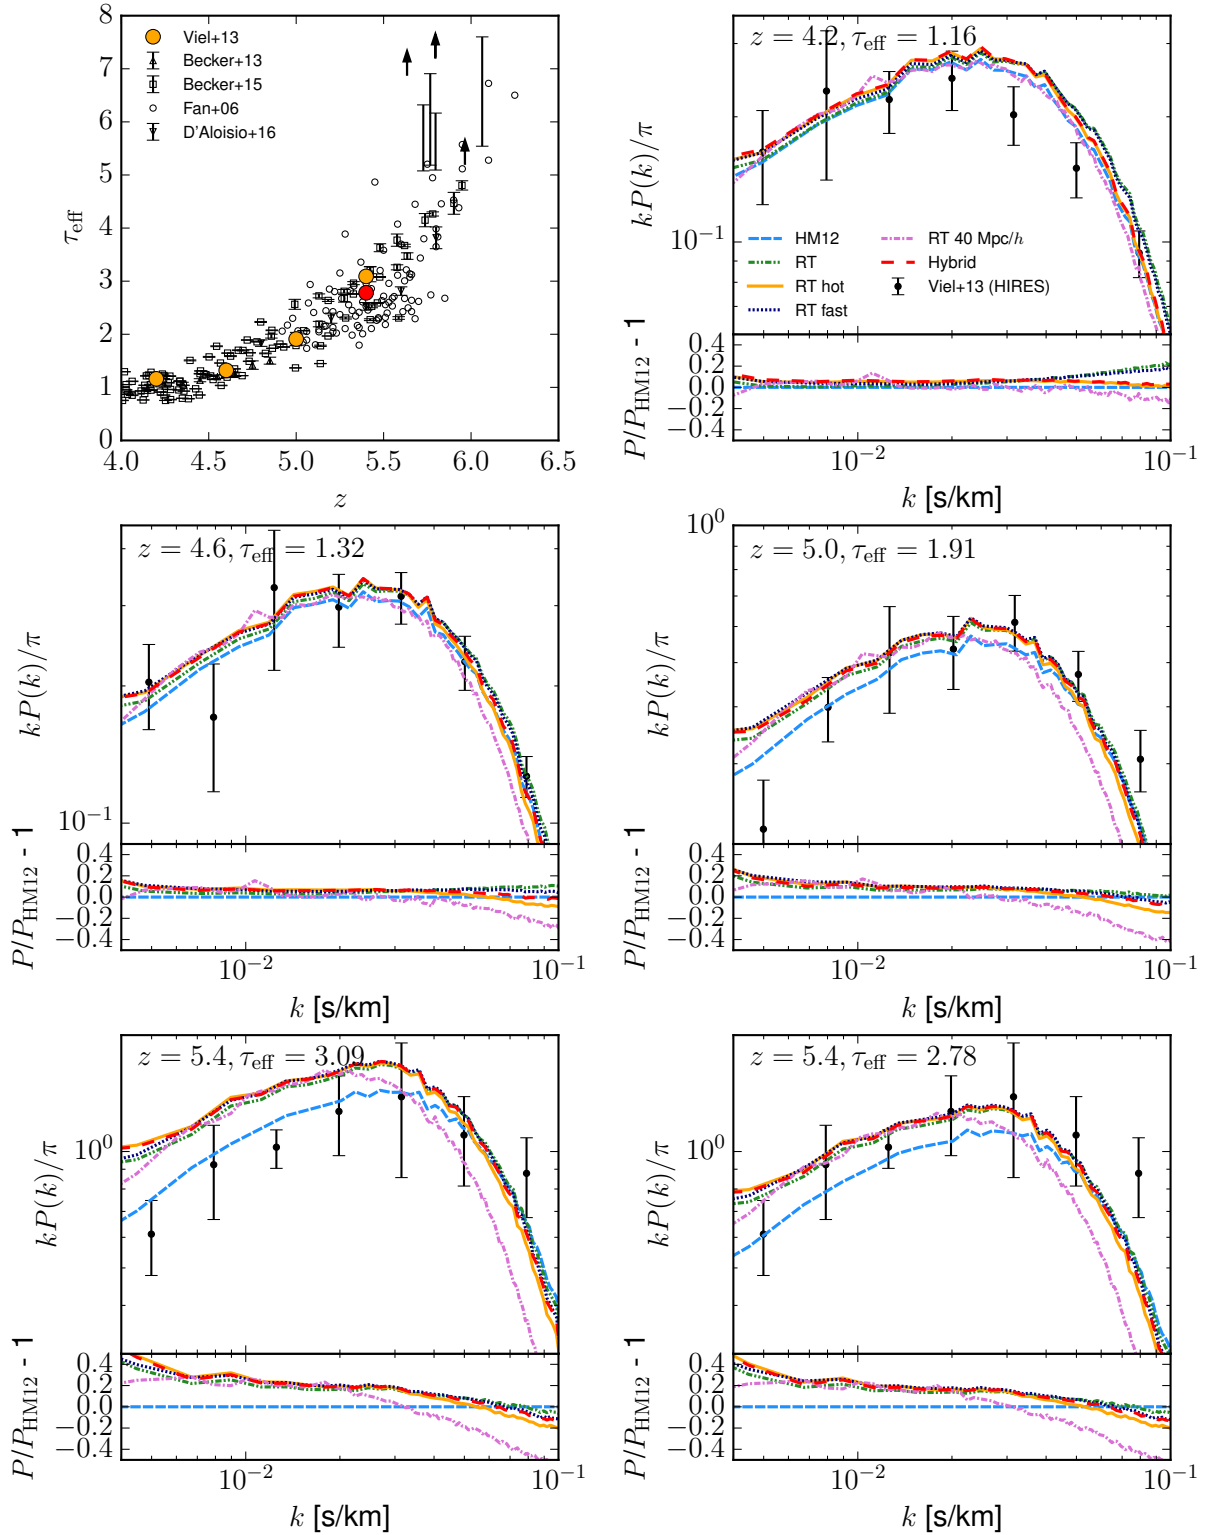 8
7
6
5
4
3
2
1
0
τeff
Viel+13
Becker+13
Becker+15
Fan+06
D'Aloisio+16
4.0 4.5 5.0 5.5 6.0 6.5
z
z = 4.2, τeff = 1.16
kP(k)/π
10⁻¹
HM12
RT
RT hot
RT fast
RT 40 Mpc/h
Hybrid
Viel+13 (HIRES)
P/P_HM12 - 1
0.4
0.2
0.0
−0.2
−0.4
10⁻² 10⁻¹
k [s/km]
z = 4.6, τeff = 1.32
kP(k)/π
10⁻¹
P/P_HM12 - 1
0.4
0.2
0.0
−0.2
−0.4
10⁻² 10⁻¹
k [s/km]
z = 5.0, τeff = 1.91
10⁰
kP(k)/π
P/P_HM12 - 1
0.4
0.2
0.0
−0.2
−0.4
10⁻² 10⁻¹
k [s/km]
z = 5.4, τeff = 3.09
10⁰
kP(k)/π
P/P_HM12 - 1
0.4
0.2
0.0
−0.2
−0.4
10⁻² 10⁻¹
k [s/km]
z = 5.4, τeff = 2.78
10⁰
kP(k)/π
P/P_HM12 - 1
0.4
0.2
0.0
−0.2
−0.4
10⁻² 10⁻¹
k [s/km]